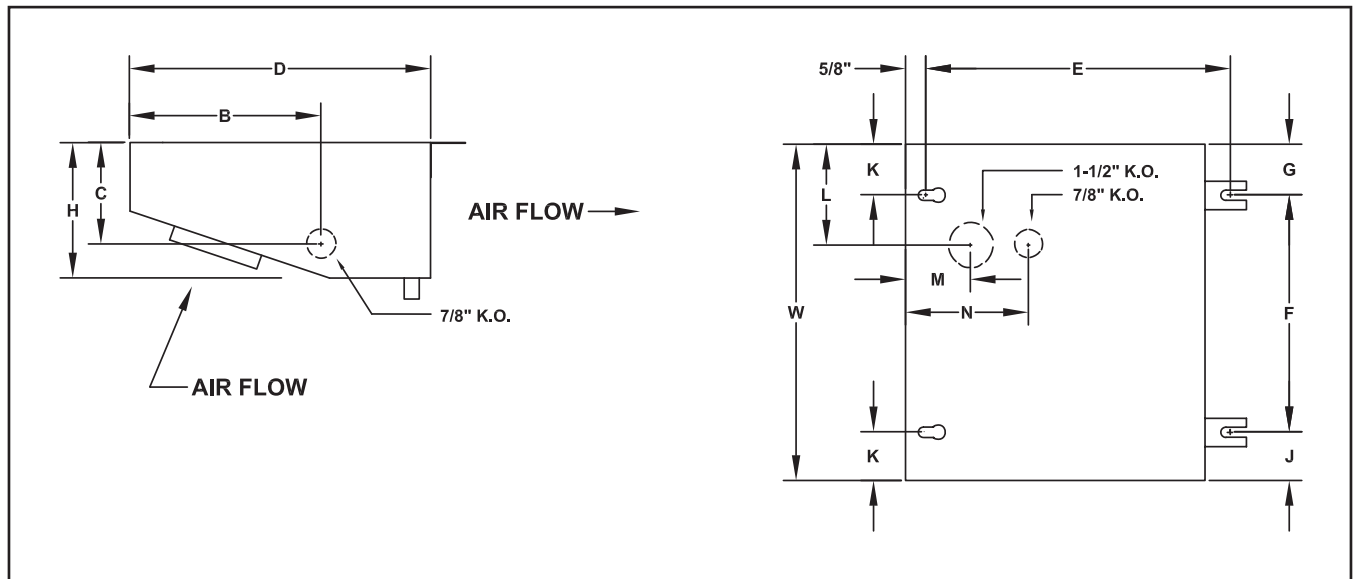 D
B
C
H
AIR FLOW
7/8" K.O.
AIR FLOW
5/8"
E
K
L
1-1/2" K.O.
7/8" K.O.
G
M
N
W
F
K
J